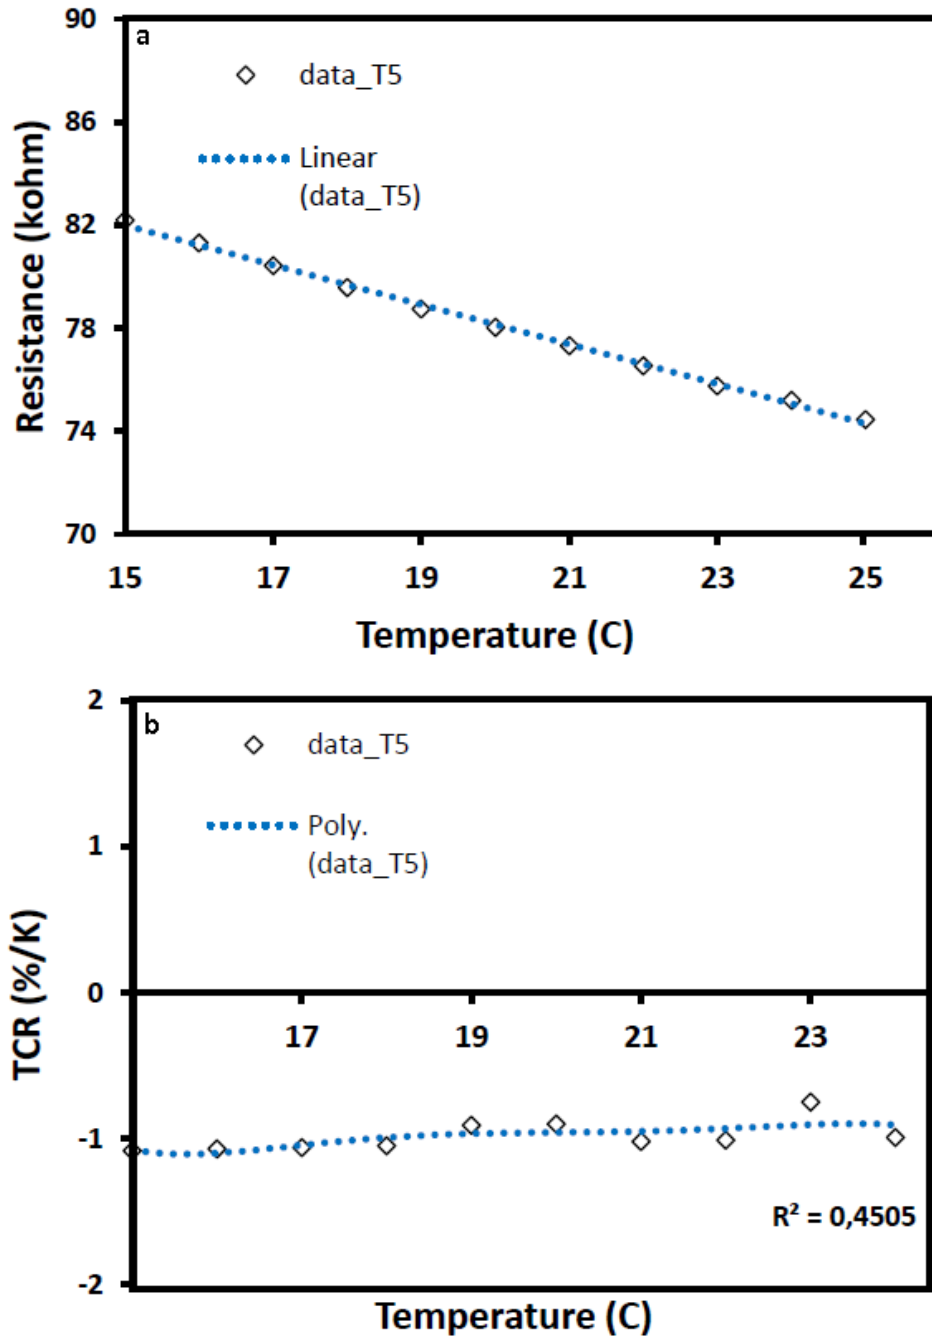 a
data_T5
Linear
(data_T5)
Resistance (kohm)
90
86
82
78
74
70
15 17 19 21 23 25
Temperature (C)
b
data_T5
Poly.
(data_T5)
TCR (%/K)
2
1
0
-1
-2
17 19 21 23
R² = 0,4505
Temperature (C)